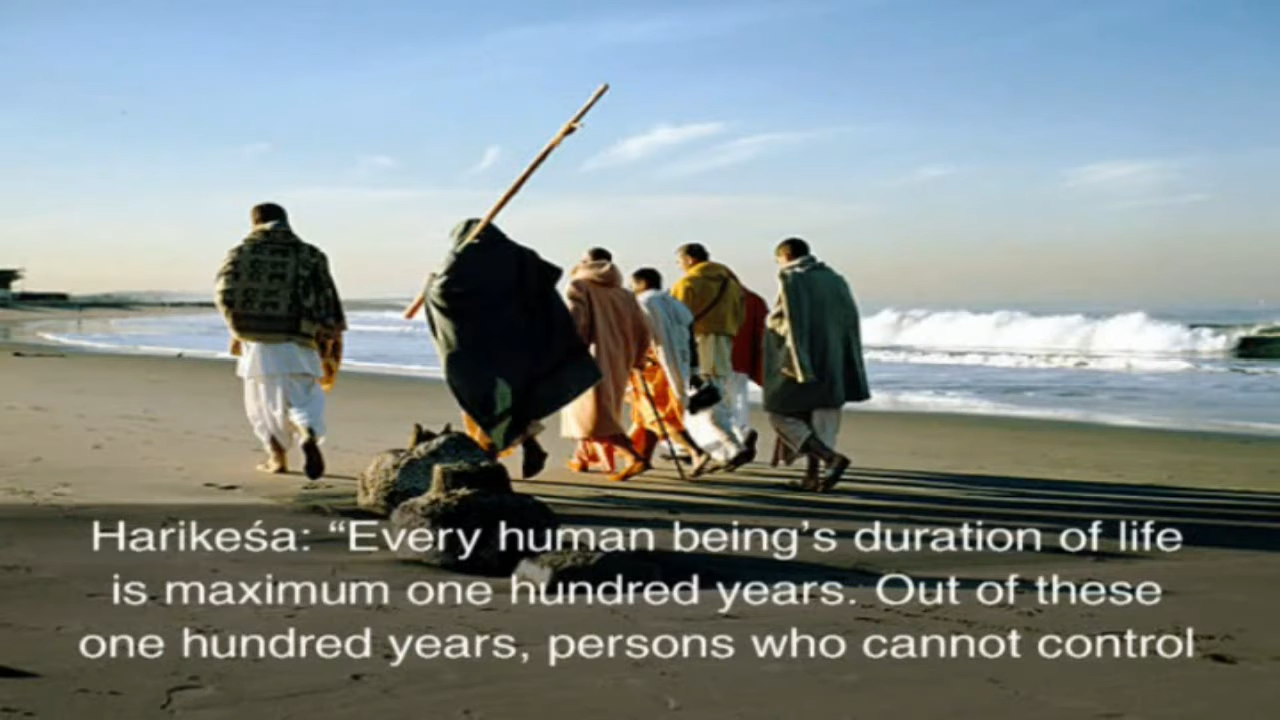 Harikeśa: “Every human being’s duration of life
is maximum one hundred years. Out of these
one hundred years, persons who cannot control